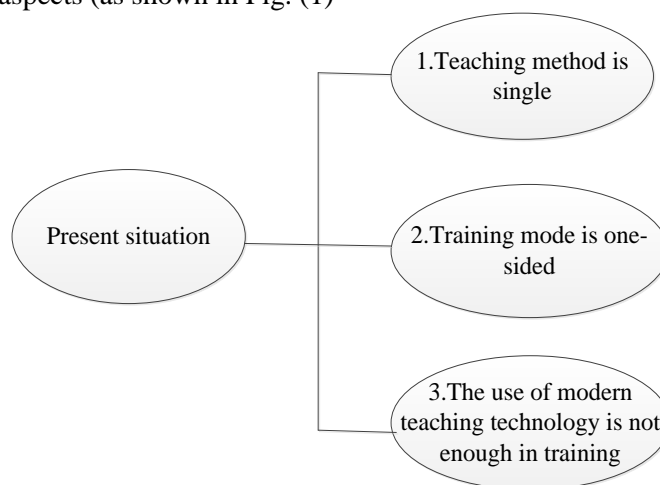 aspects (as shown in Fig. (1)
1.Teaching method is
single
Present situation
2.Training mode is one-
sided
3.The use of modern
teaching technology is not
enough in training